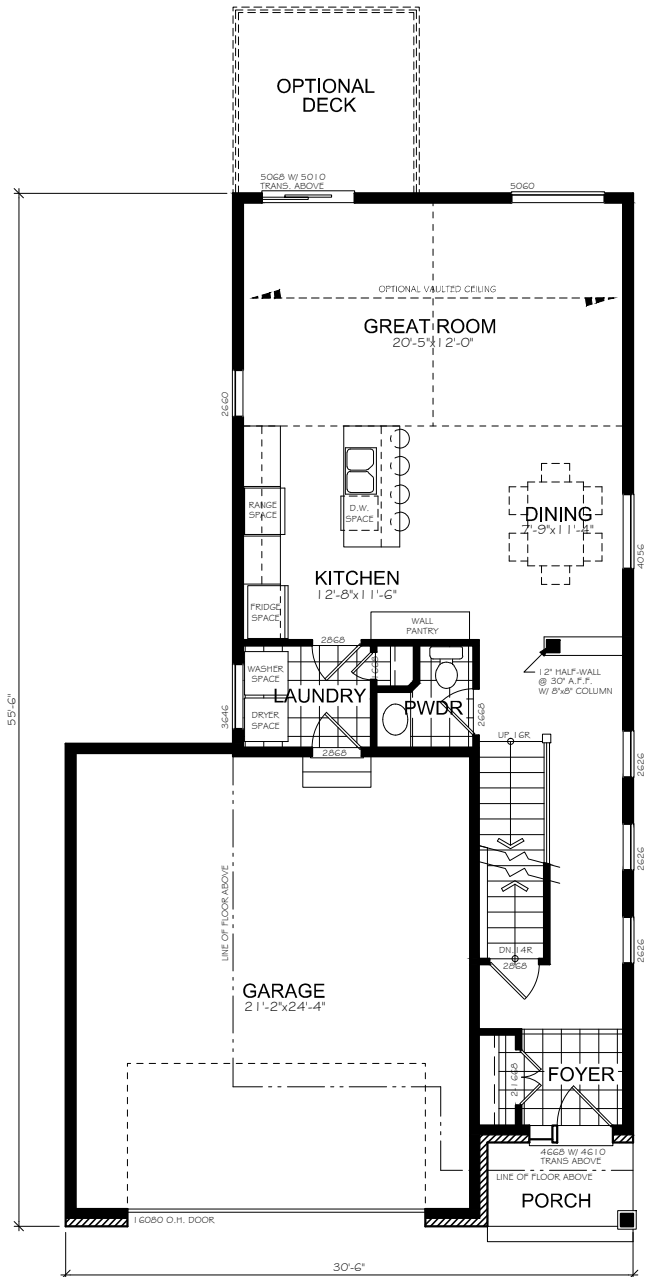 OPTIONAL
DECK
5068 W/ 5010
TRANS. ABOVE
5060
OPTIONAL VAULTED CEILING
GREAT ROOM
20'-5"x12'-0"
2660
RANGE
SPACE
D.W.
SPACE
DINING
7'-9"x11'-4"
4056
KITCHEN
12'-8"x11'-6"
FRIDGE
SPACE
WALL
PANTRY
2868
WASHER
SPACE
1668
LAUNDRY
DRYER
SPACE
PWDR
2668
3646
2868
12" HALF-WALL
@ 30" A.F.F.
W/ 8"x8" COLUMN
55'-6"
UP 16R
2626
2626
LINE OF FLOOR ABOVE
2626
DN.14R
2868
GARAGE
21'-2"x24'-4"
2-1668
FOYER
4668 W/ 4610
TRANS ABOVE
LINE OF FLOOR ABOVE
PORCH
16080 O.H. DOOR
30'-6"